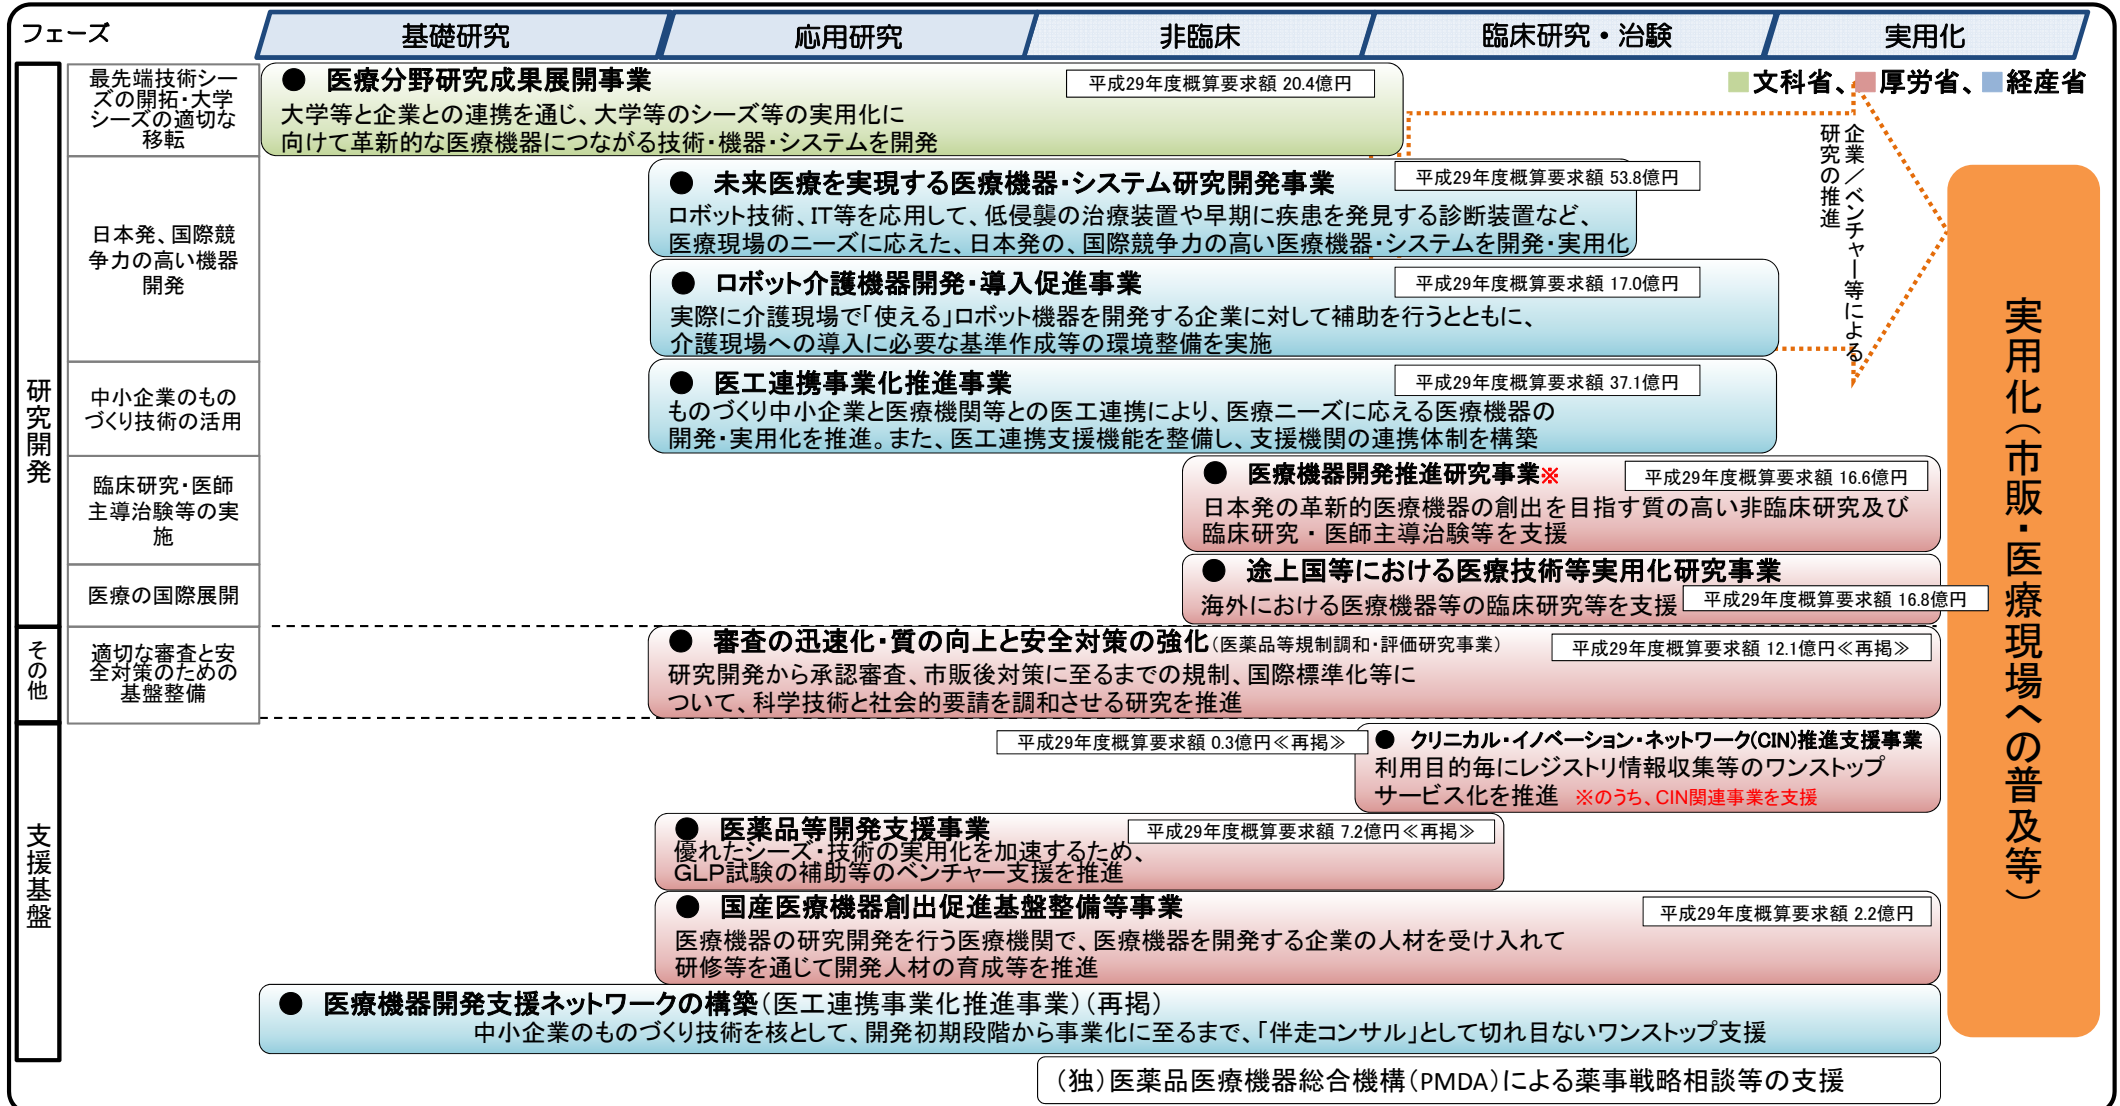 フェーズ
基礎研究
応用研究
非臨床
臨床研究・治験
実用化
文科省、厚労省、経産省
研究開発
最先端技術シー
ズの開拓・大学
シーズの適切な
移転
● 医療分野研究成果展開事業
平成29年度概算要求額 20.4億円
大学等と企業との連携を通じ、大学等のシーズ等の実用化に
向けて革新的な医療機器につながる技術・機器・システムを開発
企業／ベンチャー等による
研究の推進
日本発、国際競
争力の高い機器
開発
● 未来医療を実現する医療機器・システム研究開発事業
平成29年度概算要求額 53.8億円
ロボット技術、IT等を応用して、低侵襲の治療装置や早期に疾患を発見する診断装置など、
医療現場のニーズに応えた、日本発の、国際競争力の高い医療機器・システムを開発・実用化
● ロボット介護機器開発・導入促進事業
平成29年度概算要求額 17.0億円
実際に介護現場で「使える」ロボット機器を開発する企業に対して補助を行うとともに、
介護現場への導入に必要な基準作成等の環境整備を実施
中小企業のもの
づくり技術の活用
● 医工連携事業化推進事業
平成29年度概算要求額 37.1億円
ものづくり中小企業と医療機関等との医工連携により、医療ニーズに応える医療機器の
開発・実用化を推進。また、医工連携支援機能を整備し、支援機関の連携体制を構築
臨床研究・医師
主導治験等の実
施
● 医療機器開発推進研究事業※
平成29年度概算要求額 16.6億円
日本発の革新的医療機器の創出を目指す質の高い非臨床研究及び
臨床研究・医師主導治験等を支援
医療の国際展開
● 途上国等における医療技術等実用化研究事業
海外における医療機器等の臨床研究等を支援
平成29年度概算要求額 16.8億円
その他
適切な審査と安
全対策のための
基盤整備
● 審査の迅速化・質の向上と安全対策の強化(医薬品等規制調和・評価研究事業)
平成29年度概算要求額 12.1億円≪再掲≫
研究開発から承認審査、市販後対策に至るまでの規制、国際標準化等に
ついて、科学技術と社会的要請を調和させる研究を推進
支援基盤
平成29年度概算要求額 0.3億円≪再掲≫
● クリニカル・イノベーション・ネットワーク(CIN)推進支援事業
利用目的毎にレジストリ情報収集等のワンストップ
サービス化を推進 ※のうち、CIN関連事業を支援
● 医薬品等開発支援事業
平成29年度概算要求額 7.2億円≪再掲≫
優れたシーズ・技術の実用化を加速するため、
GLP試験の補助等のベンチャー支援を推進
● 国産医療機器創出促進基盤整備等事業
平成29年度概算要求額 2.2億円
医療機器の研究開発を行う医療機関で、医療機器を開発する企業の人材を受け入れて
研修等を通じて開発人材の育成等を推進
● 医療機器開発支援ネットワークの構築(医工連携事業化推進事業)(再掲)
中小企業のものづくり技術を核として、開発初期段階から事業化に至るまで、「伴走コンサル」として切れ目ないワンストップ支援
(独)医薬品医療機器総合機構(PMDA)による薬事戦略相談等の支援
実用化(市販・医療現場への普及等)